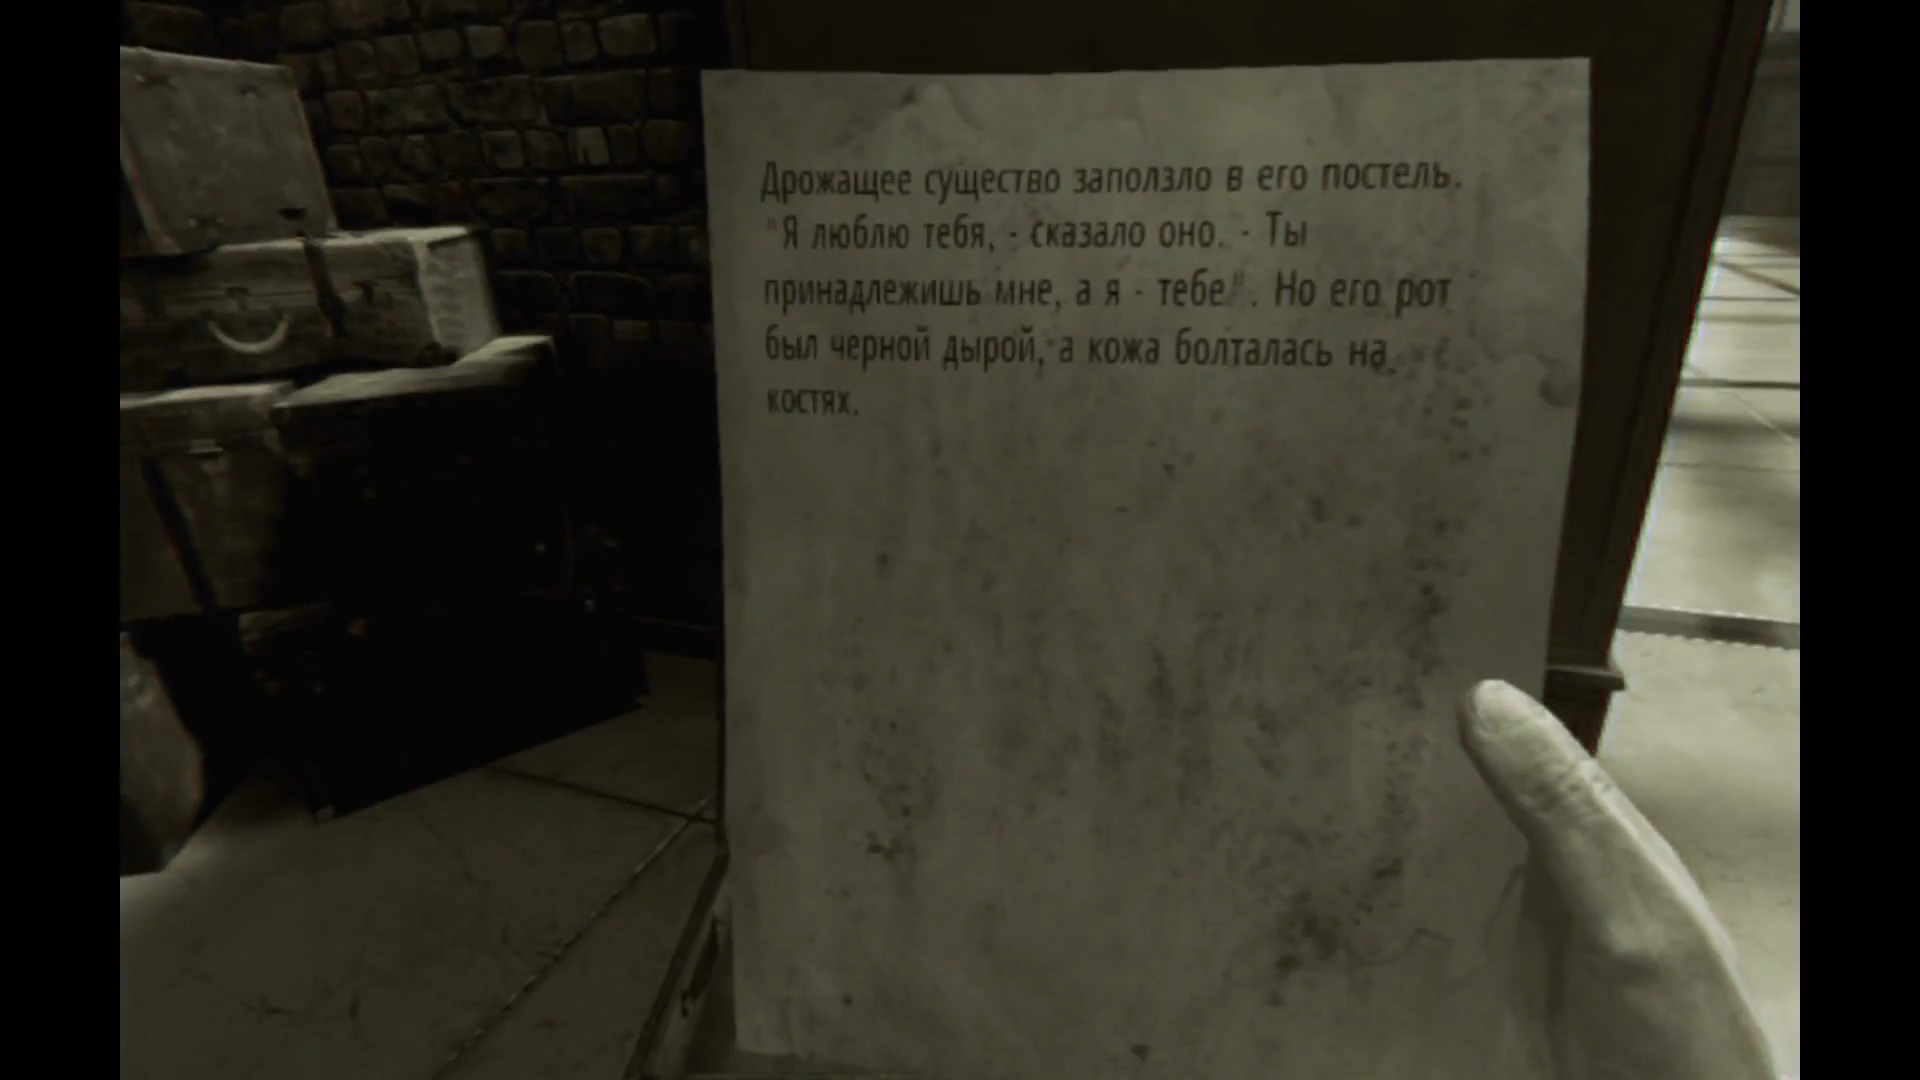 Дрожащее существо заползло в его постель.
"Я люблю тебя, - сказало оно. - Ты
принадлежишь мне, а я - тебе". Но его рот
был черной дырой, а кожа болталась на
костях.